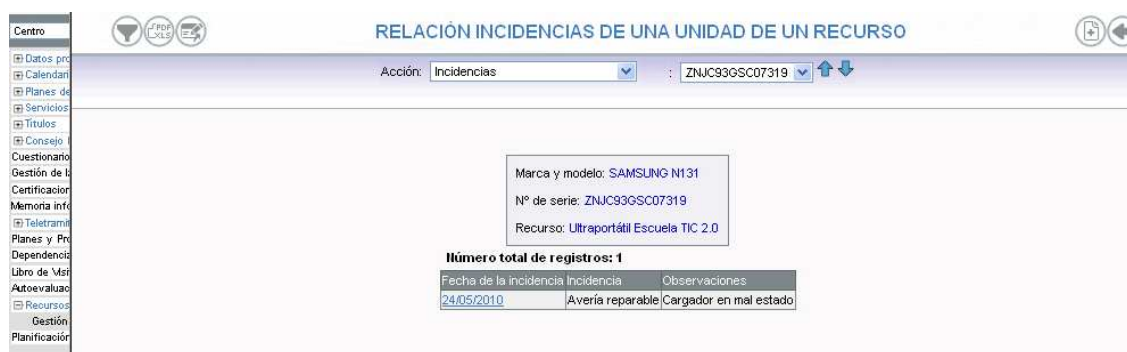 Centro
PDF
XLS
RELACIÓN INCIDENCIAS DE UNA UNIDAD DE UN RECURSO
Acción: Incidencias : ZNJC93GSC07319
Datos pro
Calendari
Planes de
Servicios
Títulos
Consejo
Cuestionario
Gestión de
Certificacion
Memoria info
Teletramit
Planes y Pro
Dependencia
Libro de Visi
Autoevaluac
Recursos
Gestión
Planificación
Marca y modelo: SAMSUNG N131
Nº de serie: ZNJC93GSC07319
Recurso: Ultraportátil Escuela TIC 2.0
Número total de registros: 1
Fecha de la incidencia Incidencia Observaciones
24/05/2010 Avería reparable Cargador en mal estado